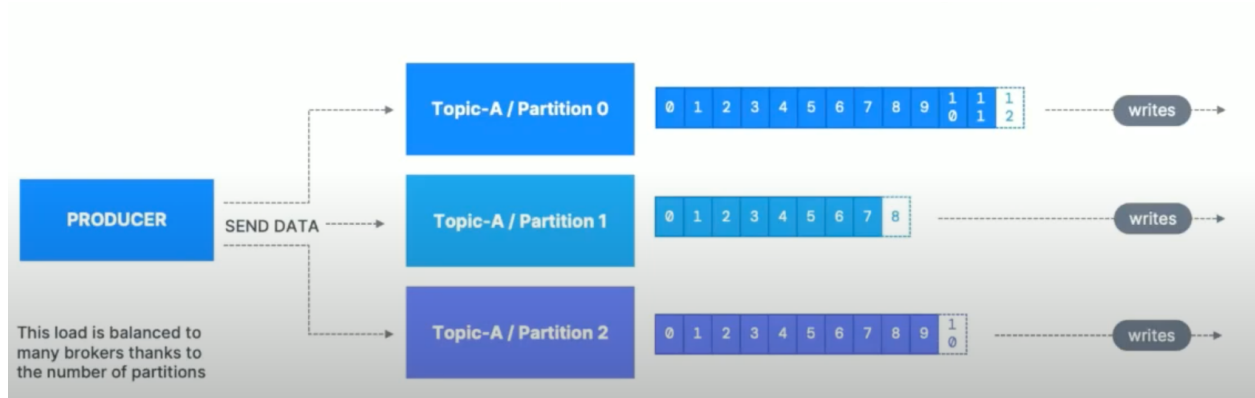 Topic-A / Partition 0
0 1 2 3 4 5 6 7 8 9 10 11 12
writes
PRODUCER
SEND DATA
Topic-A / Partition 1
0 1 2 3 4 5 6 7 8
writes
Topic-A / Partition 2
0 1 2 3 4 5 6 7 8 9 10
writes
This load is balanced to
many brokers thanks to
the number of partitions